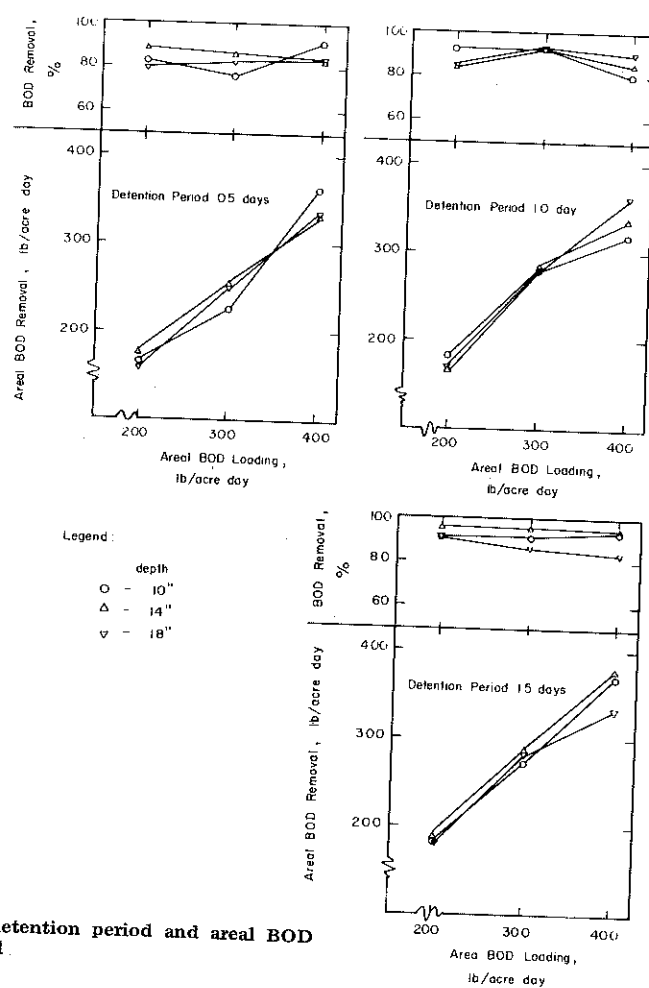 BOD Removal,
%
100
80
60
Areal BOD Removal, lb/acre day
400
300
200
Detention Period 05 days
200 300 400
Areal BOD Loading,
lb/acre day
100
80
60
400
300
200
Detention Period 10 day
200 300 400
Areal BOD Loading,
lb/acre day
Legend:
depth
○ - 10"
△ - 14"
▽ - 18"
BOD Removal,
%
100
80
60
Areal BOD Removal, lb/acre day
400
300
200
Detention Period 15 days
200 300 400
Area BOD Loading,
lb/acre day
etention period and areal BOD